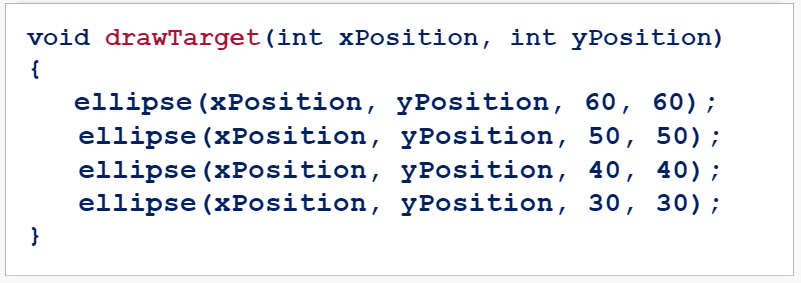 void drawTarget(int xPosition, int yPosition)
{
ellipse(xPosition, yPosition, 60, 60);
ellipse(xPosition, yPosition, 50, 50);
ellipse(xPosition, yPosition, 40, 40);
ellipse(xPosition, yPosition, 30, 30);
}